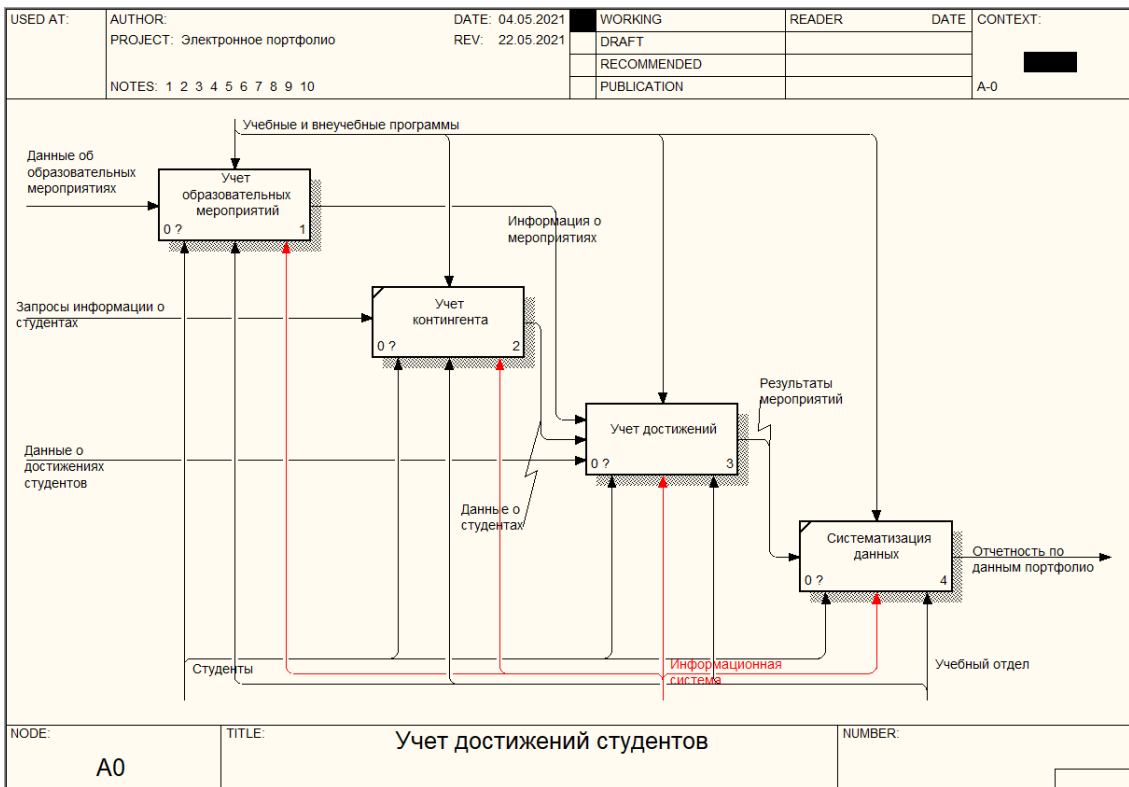 USED AT:
AUTHOR:
DATE: 04.05.2021
PROJECT: Электронное портфолио
REV: 22.05.2021
NOTES: 1 2 3 4 5 6 7 8 9 10
WORKING
DRAFT
RECOMMENDED
PUBLICATION
READER
DATE
CONTEXT:
A-0
Учебные и внеучебные программы
Данные об
образовательных
мероприятиях
Учет
образовательных
мероприятий
0 ?
1
Информация о
мероприятиях
Запросы информации о
студентах
Учет
контингента
0 ?
2
Результаты
мероприятий
Данные о
достижениях
студентов
Учет достижений
0 ?
3
Данные о
студентах
Систематизация
данных
0 ?
4
Отчетность по
данным портфолио
Студенты
Информационная
система
Учебный отдел
NODE:
A0
TITLE:
Учет достижений студентов
NUMBER: